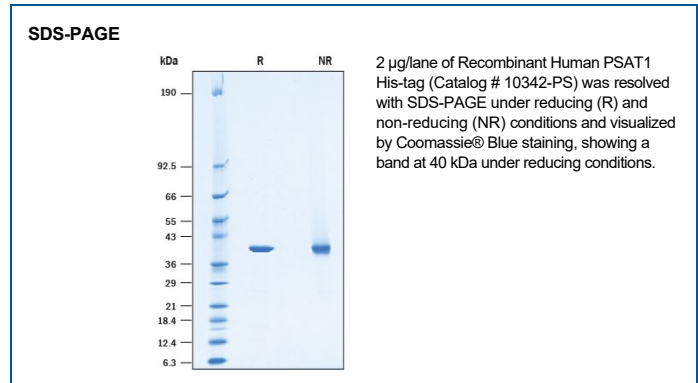 SDS-PAGE
kDa R NR
190
92.5
66
55
43
36
29
21
18.4
12.4
6.3
2 µg/lane of Recombinant Human PSAT1
His-tag (Catalog # 10342-PS) was resolved
with SDS-PAGE under reducing (R) and
non-reducing (NR) conditions and visualized
by Coomassie® Blue staining, showing a
band at 40 kDa under reducing conditions.